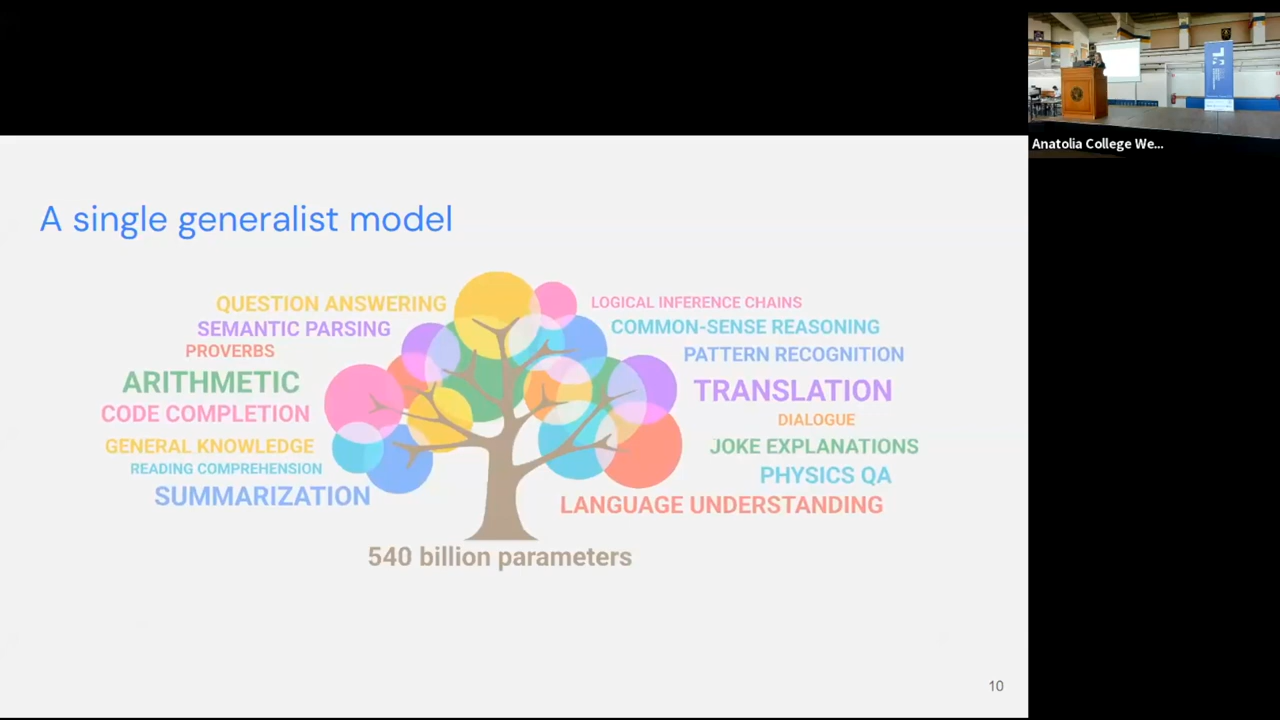 A single generalist model
QUESTION ANSWERING
SEMANTIC PARSING
PROVERBS
ARITHMETIC
CODE COMPLETION
GENERAL KNOWLEDGE
READING COMPREHENSION
SUMMARIZATION
LOGICAL INFERENCE CHAINS
COMMON-SENSE REASONING
PATTERN RECOGNITION
TRANSLATION
DIALOGUE
JOKE EXPLANATIONS
PHYSICS QA
LANGUAGE UNDERSTANDING
540 billion parameters
10
Anatolia College We...